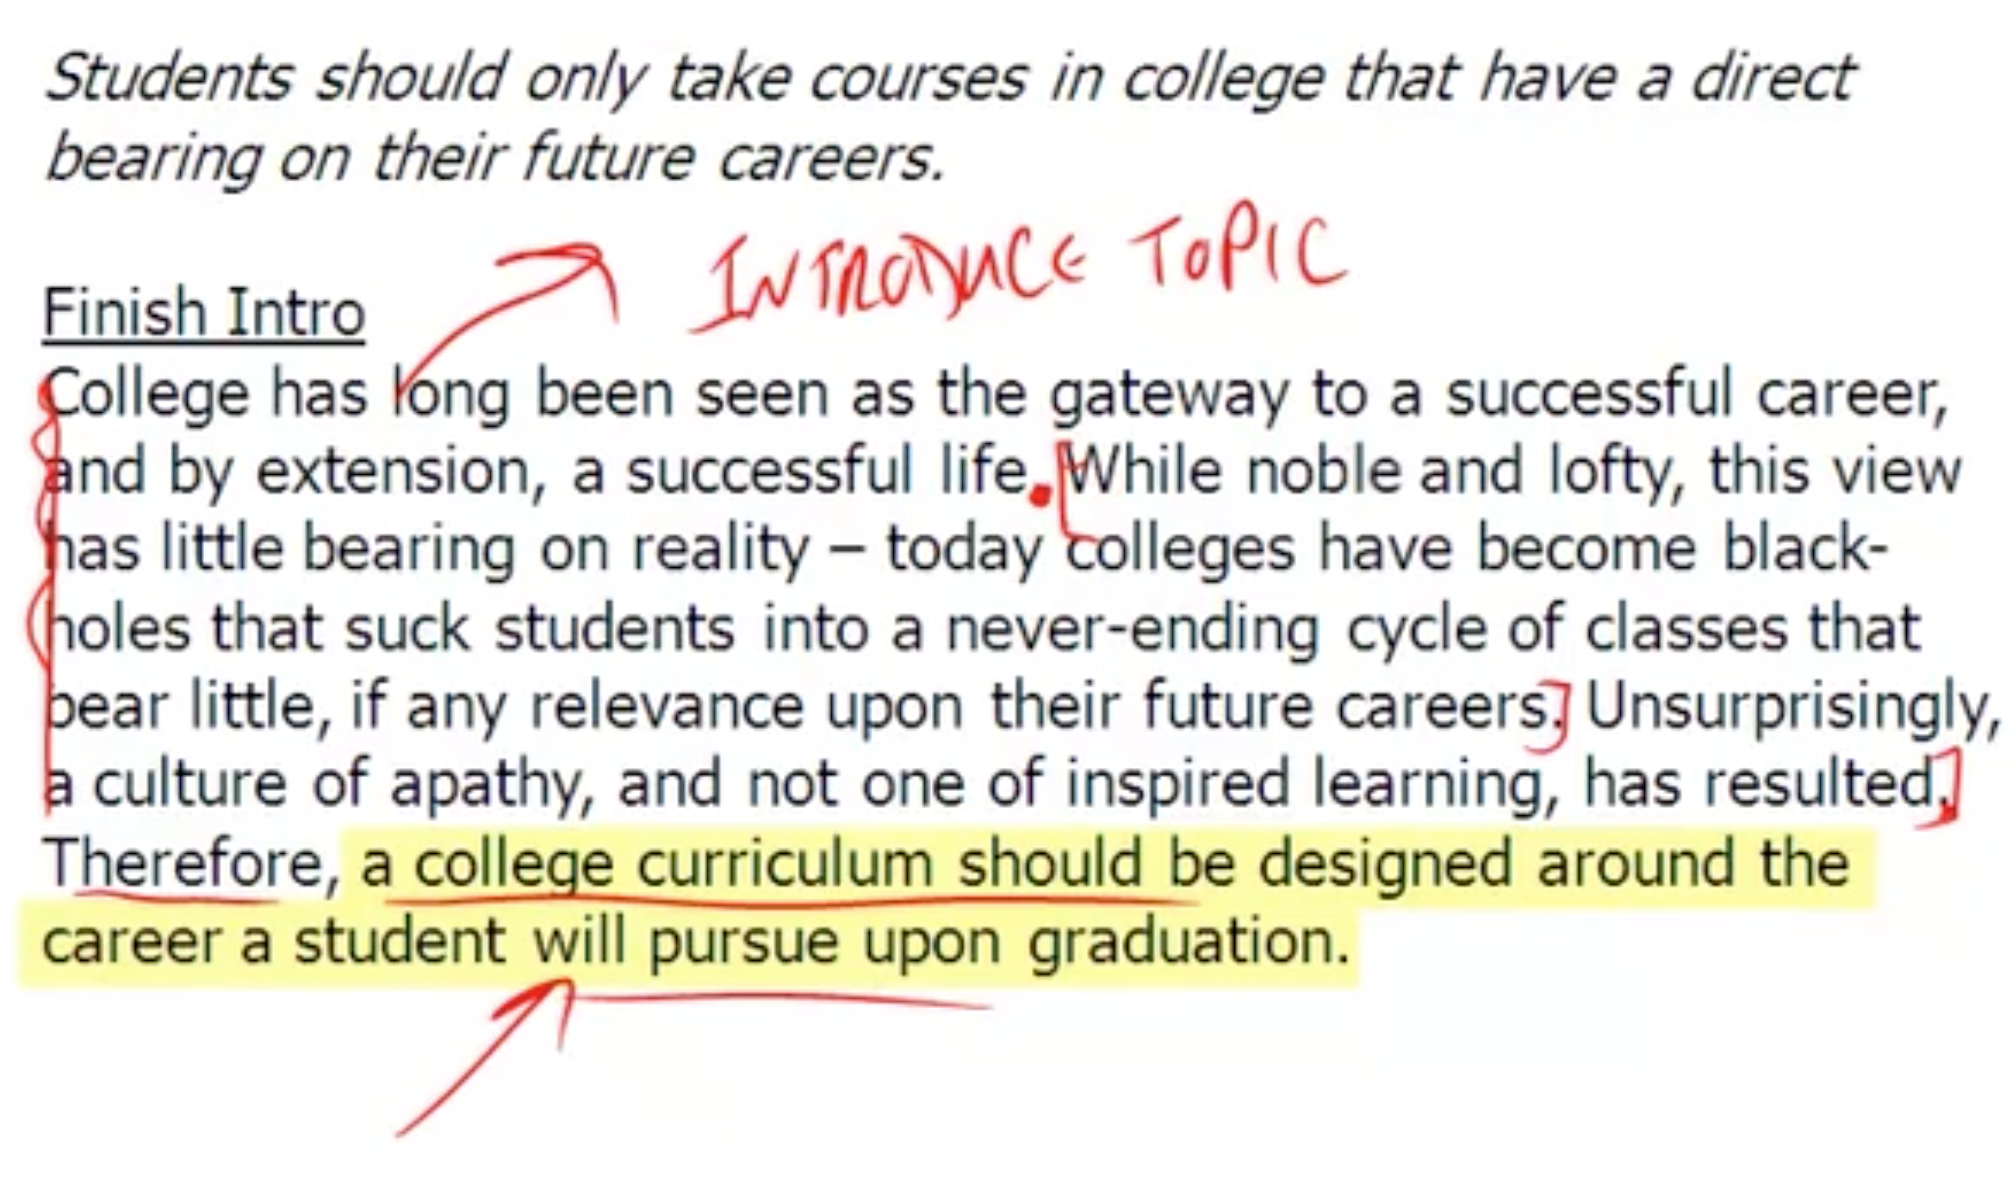 Students should only take courses in college that have a direct
bearing on their future careers.
INTRODUCE TOPIC
Finish Intro
College has long been seen as the gateway to a successful career,
and by extension, a successful life. While noble and lofty, this view
has little bearing on reality – today colleges have become black-
holes that suck students into a never-ending cycle of classes that
bear little, if any relevance upon their future careers. Unsurprisingly,
a culture of apathy, and not one of inspired learning, has resulted.
Therefore, a college curriculum should be designed around the
career a student will pursue upon graduation.